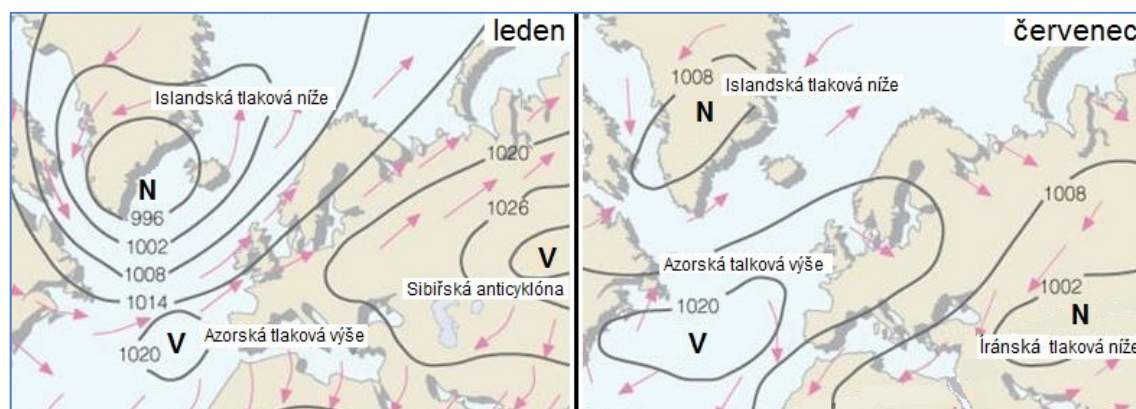 leden
Islandská tlaková níže
N
996
1002
1008
1014
1020
V
Azorská tlaková výše
1020
1026
V
Sibiřská anticyklóna
červenec
1008
Islandská tlaková níže
N
1008
Azorská talková výše
1020
V
1002
N
Íránská tlaková níže